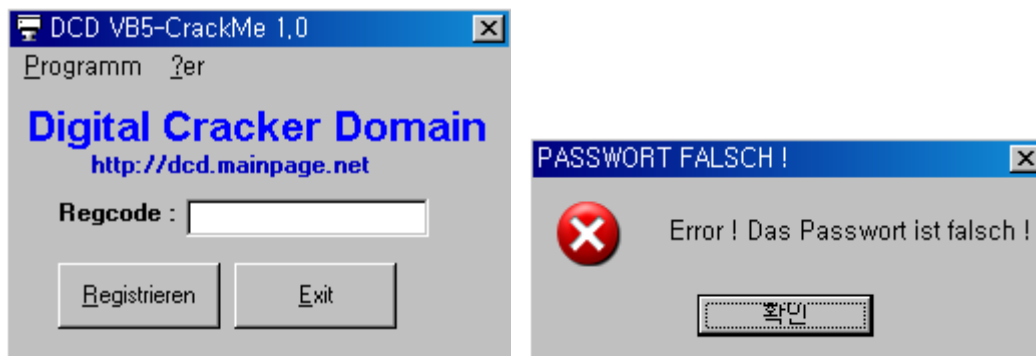 DCD VB5-CrackMe 1,0
Programm ?er
Digital Cracker Domain
http://dcd.mainpage.net
Regcode :
Registrieren Exit
PASSWORT FALSCH !
Error ! Das Passwort ist falsch !
확인